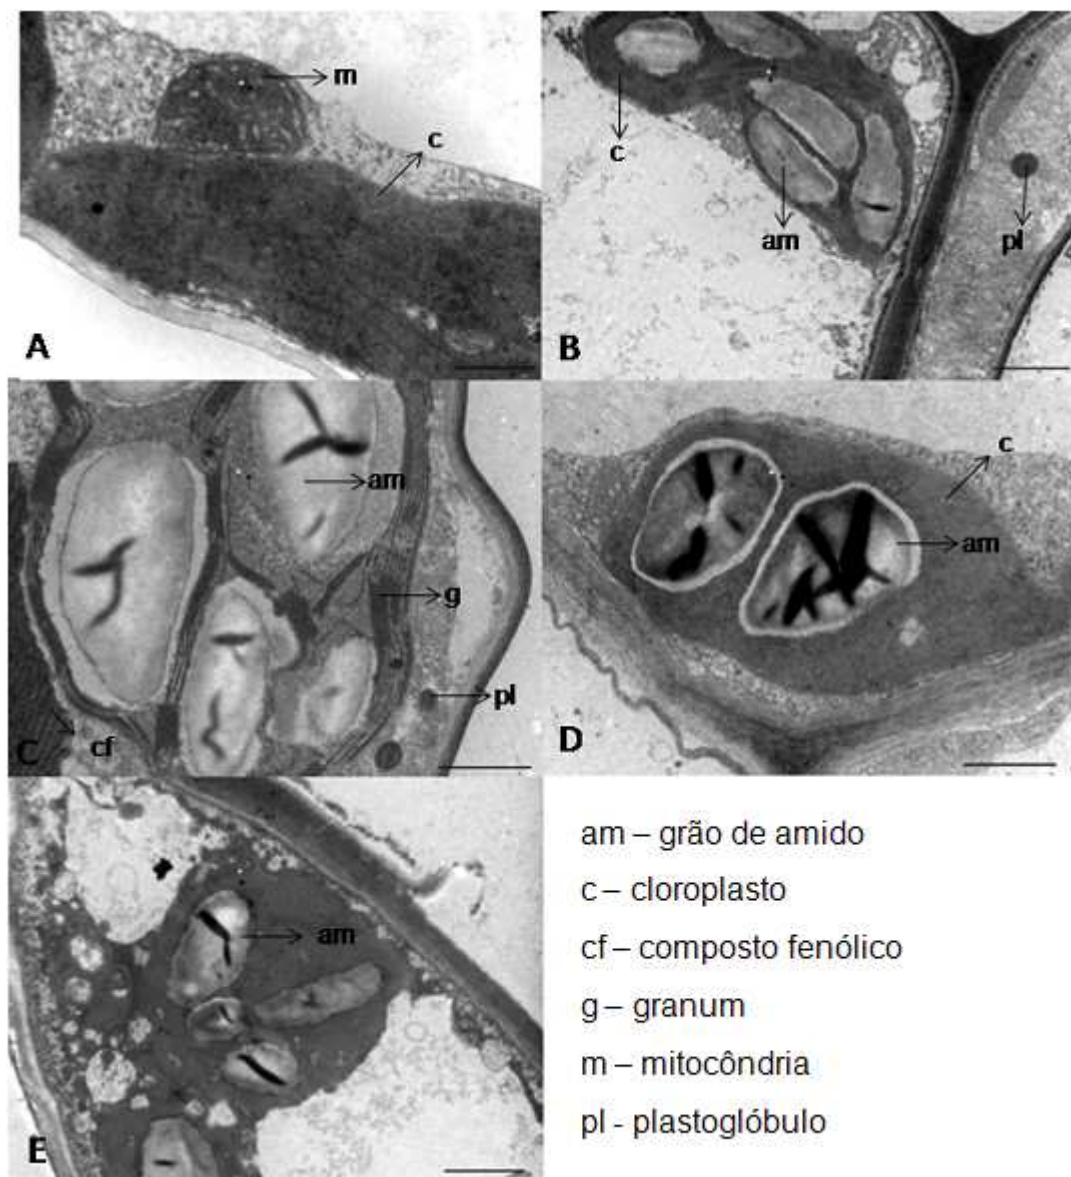 m
c
A
c
am
pl
B
am
g
pl
cf
C
c
am
D
am
E
am – grão de amido
c – cloroplasto
cf – composto fenólico
g – granum
m – mitocôndria
pl - plastoglóbulo